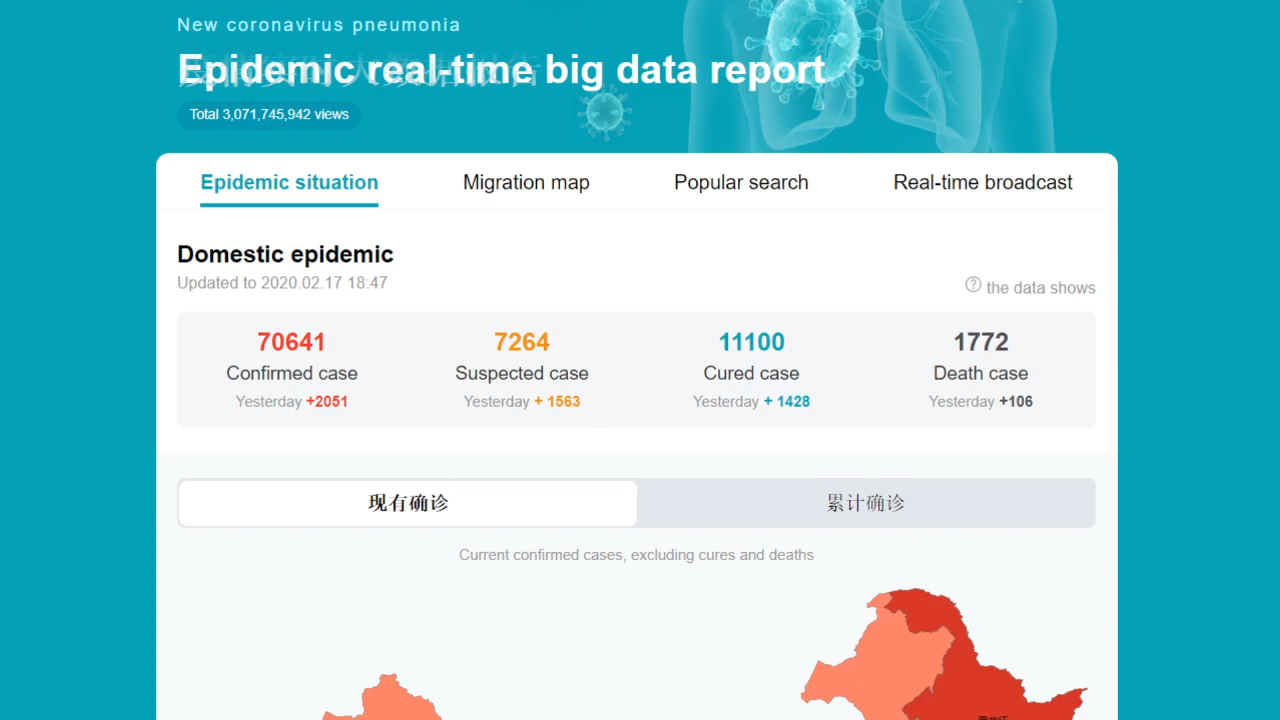 New coronavirus pneumonia
Epidemic real-time big data report
Total 3,071,745,942 views
Epidemic situation Migration map Popular search Real-time broadcast
Domestic epidemic
Updated to 2020.02.17 18:47
the data shows
70641 7264 11100 1772
Confirmed case Suspected case Cured case Death case
Yesterday +2051 Yesterday + 1563 Yesterday + 1428 Yesterday +106
现有确诊 累计确诊
Current confirmed cases, excluding cures and deaths